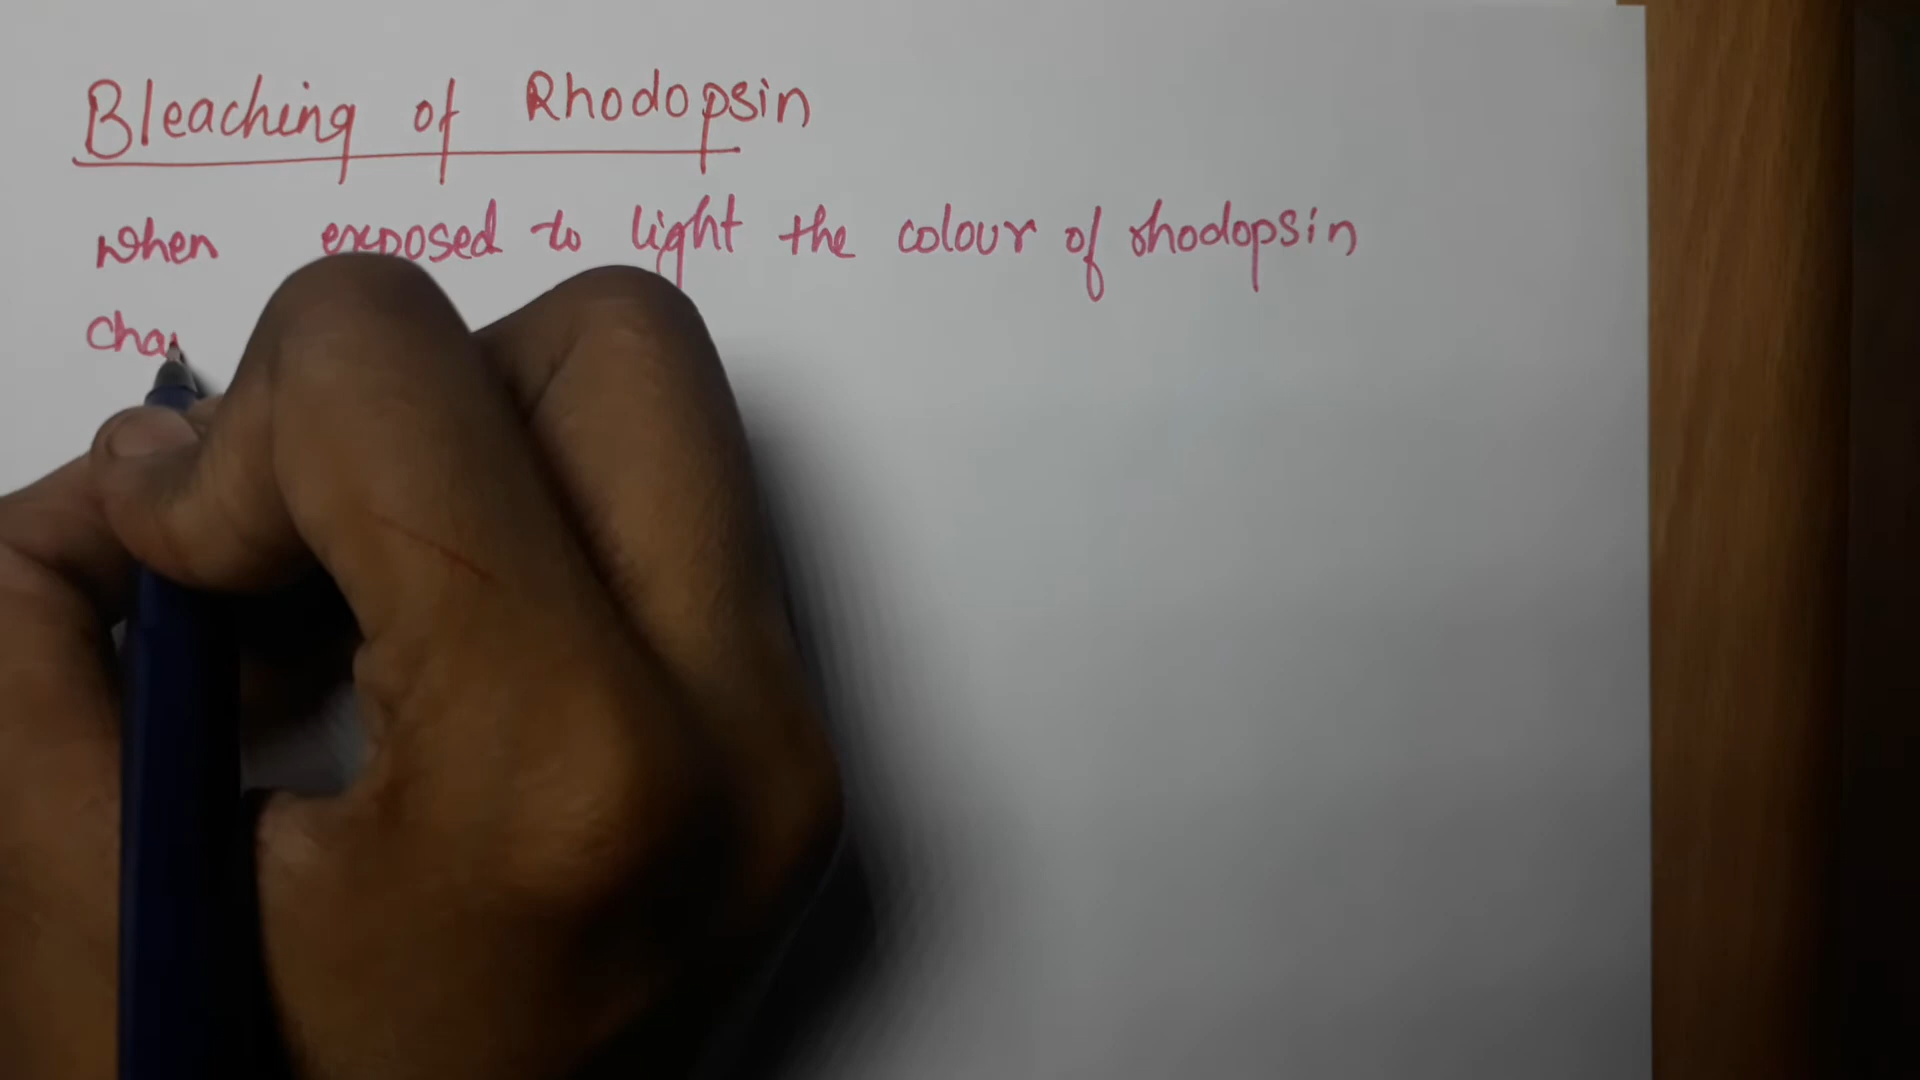 Bleaching of Rhodopsin
when exposed to light the colour of rhodopsin
Cha